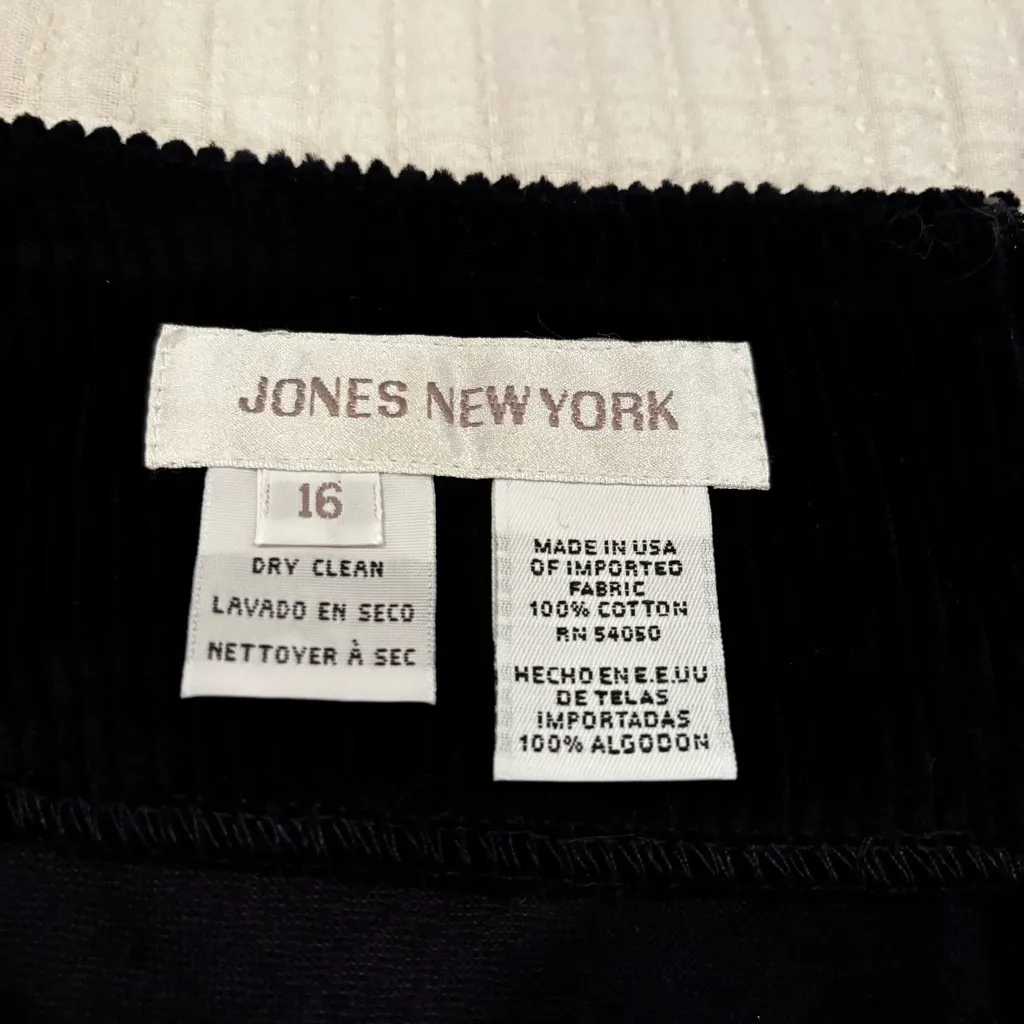 JONES NEW YORK
16
DRY CLEAN
LAVADO EN SECO
NETTOYER À SEC
MADE IN USA
OF IMPORTED
FABRIC
100% COTTON
RN 54050
HECHO EN E.E.U U
DE TELAS
IMPORTADAS
100% ALGODON